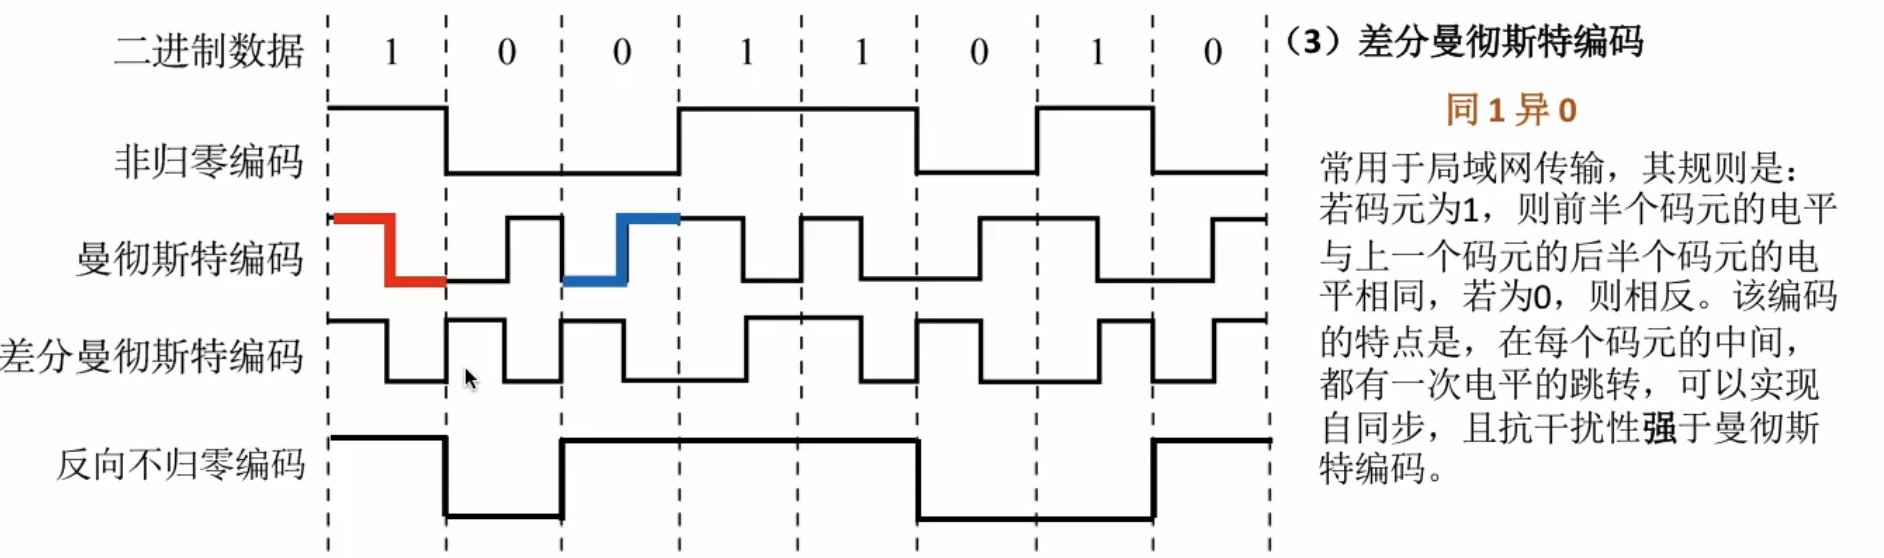 二进制数据 1 0 0 1 1 0 1 0
非归零编码
曼彻斯特编码
差分曼彻斯特编码
反向不归零编码
（3）差分曼彻斯特编码
同1异0
常用于局域网传输，其规则是：
若码元为1，则前半个码元的电平
与上一个码元的后半个码元的电
平相同，若为0，则相反。该编码
的特点是，在每个码元的中间，
都有一次电平的跳转，可以实现
自同步，且抗干扰性强于曼彻斯
特编码。